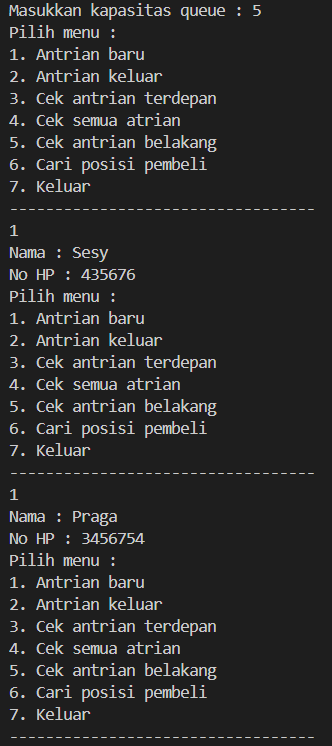 Masukkan kapasitas queue : 5
Pilih menu :
1. Antrian baru
2. Antrian keluar
3. Cek antrian terdepan
4. Cek semua atrian
5. Cek antrian belakang
6. Cari posisi pembeli
7. Keluar
----------------------------------
1
Nama : Sesy
No HP : 435676
Pilih menu :
1. Antrian baru
2. Antrian keluar
3. Cek antrian terdepan
4. Cek semua atrian
5. Cek antrian belakang
6. Cari posisi pembeli
7. Keluar
----------------------------------
1
Nama : Praga
No HP : 3456754
Pilih menu :
1. Antrian baru
2. Antrian keluar
3. Cek antrian terdepan
4. Cek semua atrian
5. Cek antrian belakang
6. Cari posisi pembeli
7. Keluar
----------------------------------